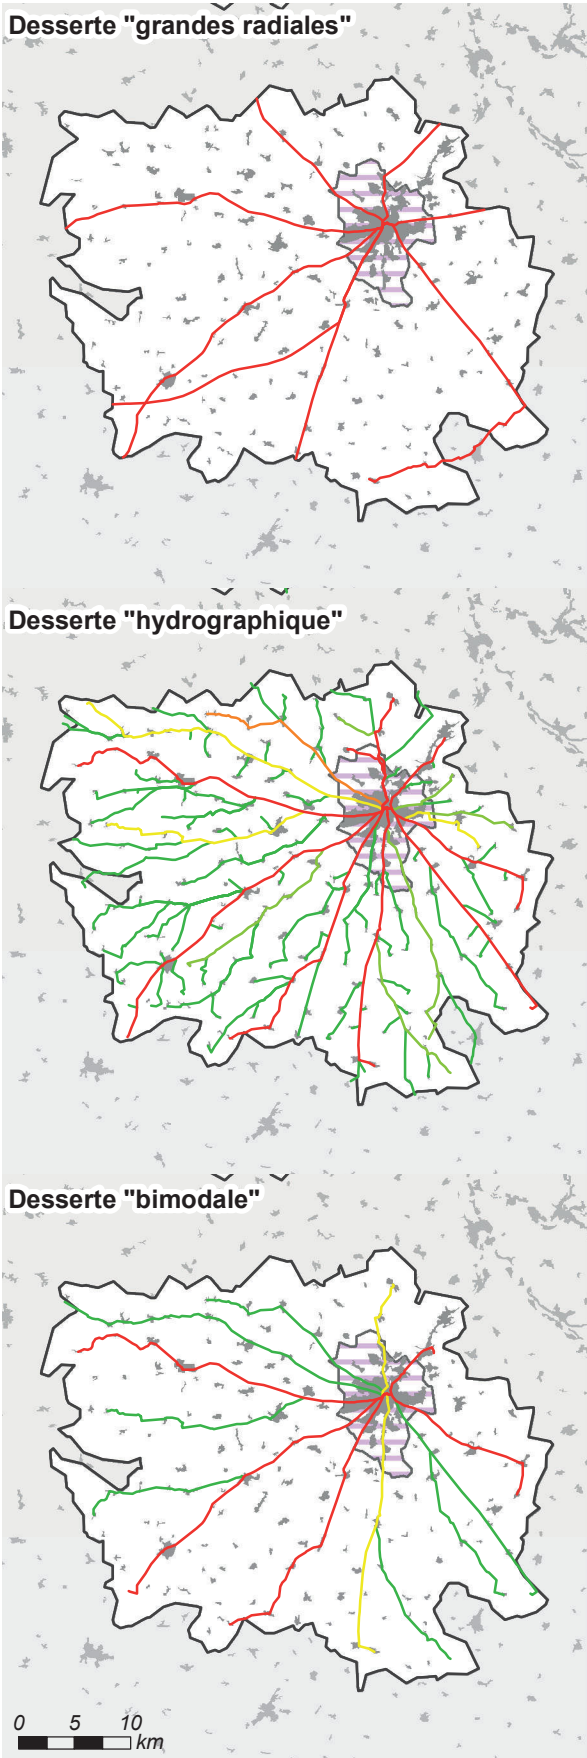 Desserte "grandes radiales"
Desserte "hydrographique"
Desserte "bimodale"
0 5 10
km